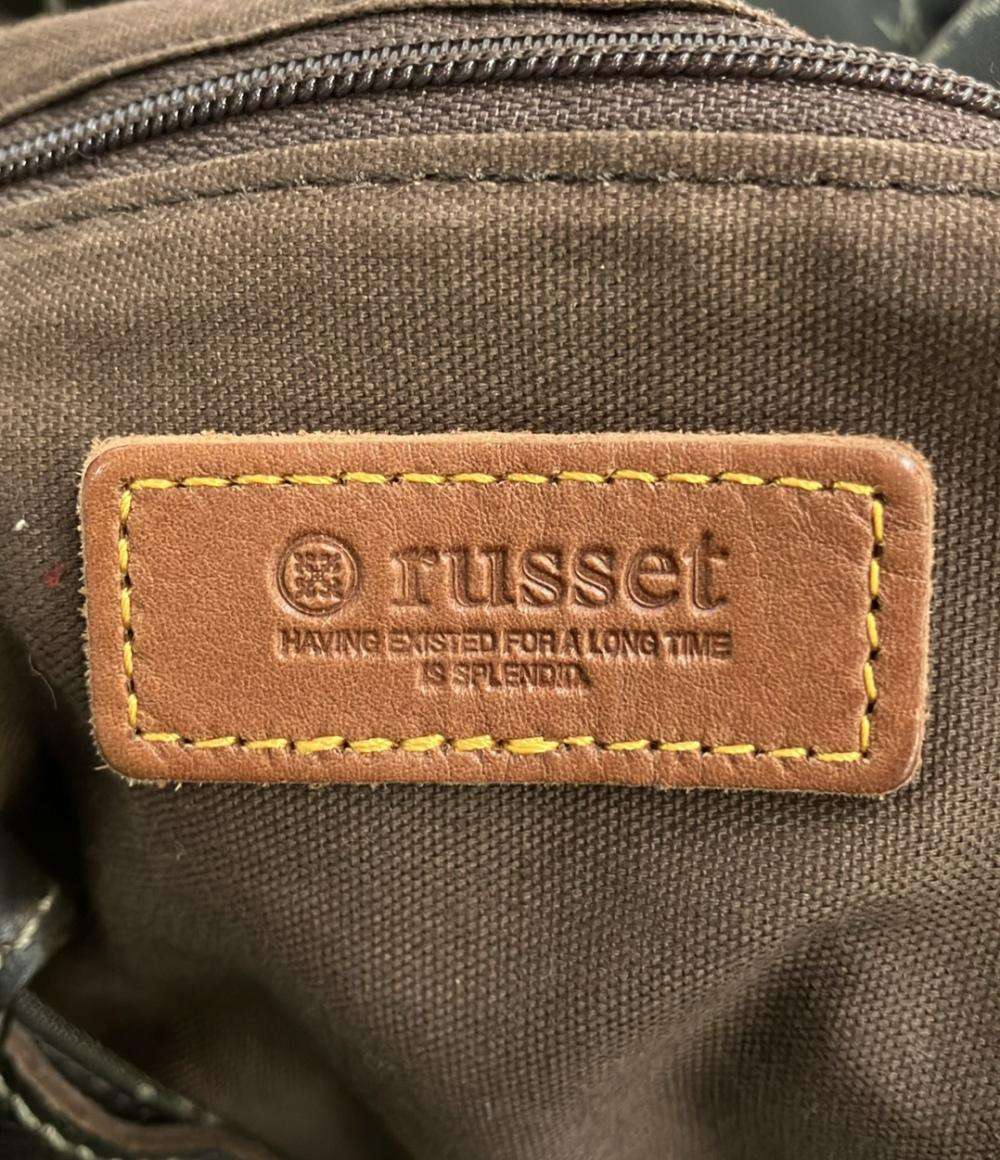 russet
HAVING EXISTED FOR A LONG TIME
IS SPLENDID.